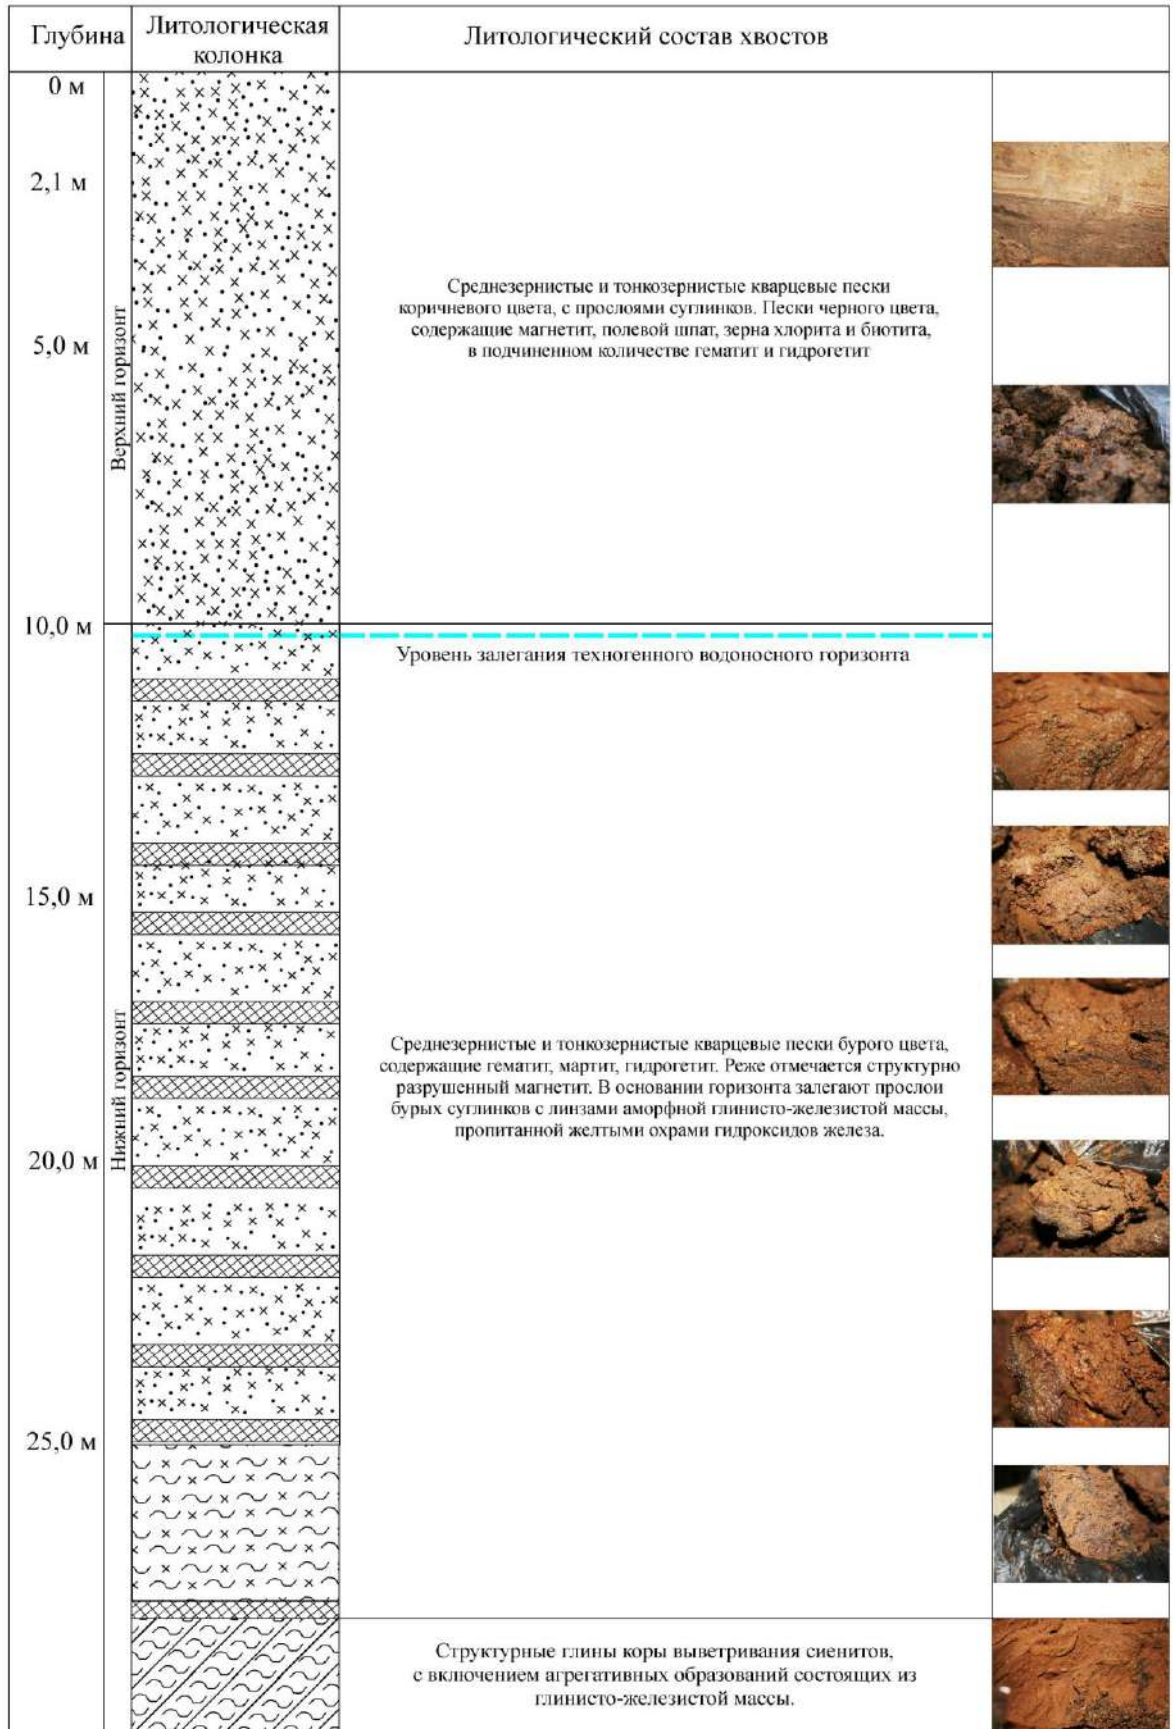 Глубина
Литологическая
колонка
Литологический состав хвостов
0 м
2,1 м
5,0 м
Верхний горизонт
Среднезернистые и тонкозернистые кварцевые пески
коричневого цвета, с прослоями суглинков. Пески черного цвета,
содержащие магнетит, полевой шпат, зерна хлорита и биотита,
в подчиненном количестве гематит и гидрогетит
10,0 м
Уровень залегания техногенного водоносного горизонта
15,0 м
Нижний горизонт
Среднезернистые и тонкозернистые кварцевые пески бурого цвета,
содержащие гематит, мартит, гидрогетит. Реже отмечается структурно
разрушенный магнетит. В основании горизонта залегают прослои
бурых суглинков с линзами аморфной глинисто-железистой массы,
пропитанной желтыми охрами гидроксидов железа.
20,0 м
25,0 м
Структурные глины коры выветривания сиенитов,
с включением агрегативных образований состоящих из
глинисто-железистой массы.